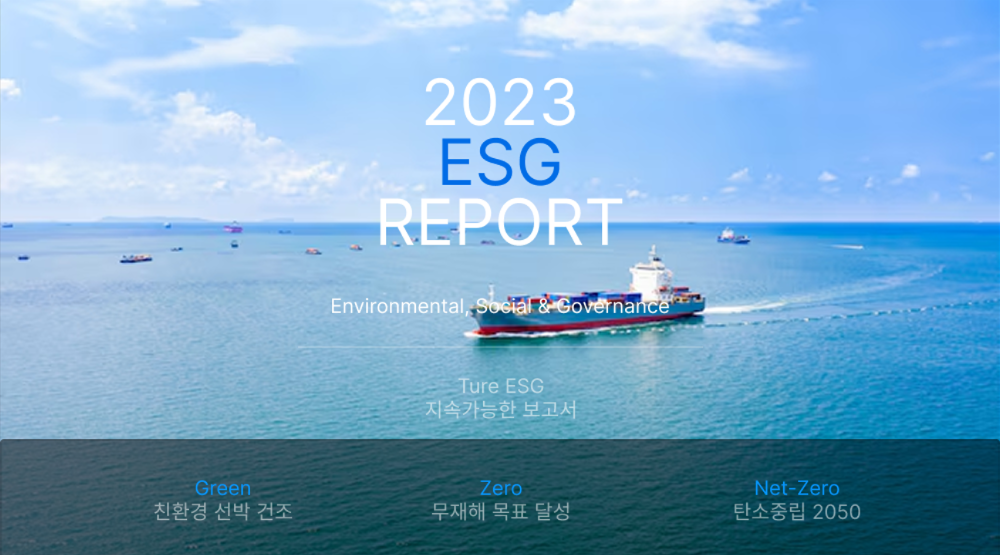 2023
ESG
REPORT
Environmental, Social & Governance
Ture ESG
지속가능한 보고서
Green
친환경 선박 건조
Zero
무재해 목표 달성
Net-Zero
탄소중립 2050